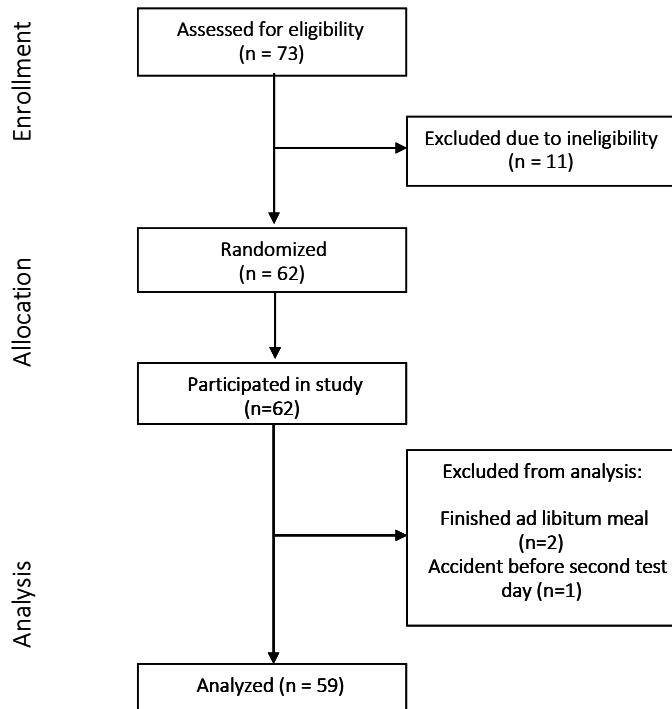 Enrollment
Assessed for eligibility
(n = 73)
Excluded due to ineligibility
(n = 11)
Allocation
Randomized
(n = 62)
Participated in study
(n=62)
Analysis
Excluded from analysis:
Finished ad libitum meal
(n=2)
Accident before second test
day (n=1)
Analyzed (n = 59)